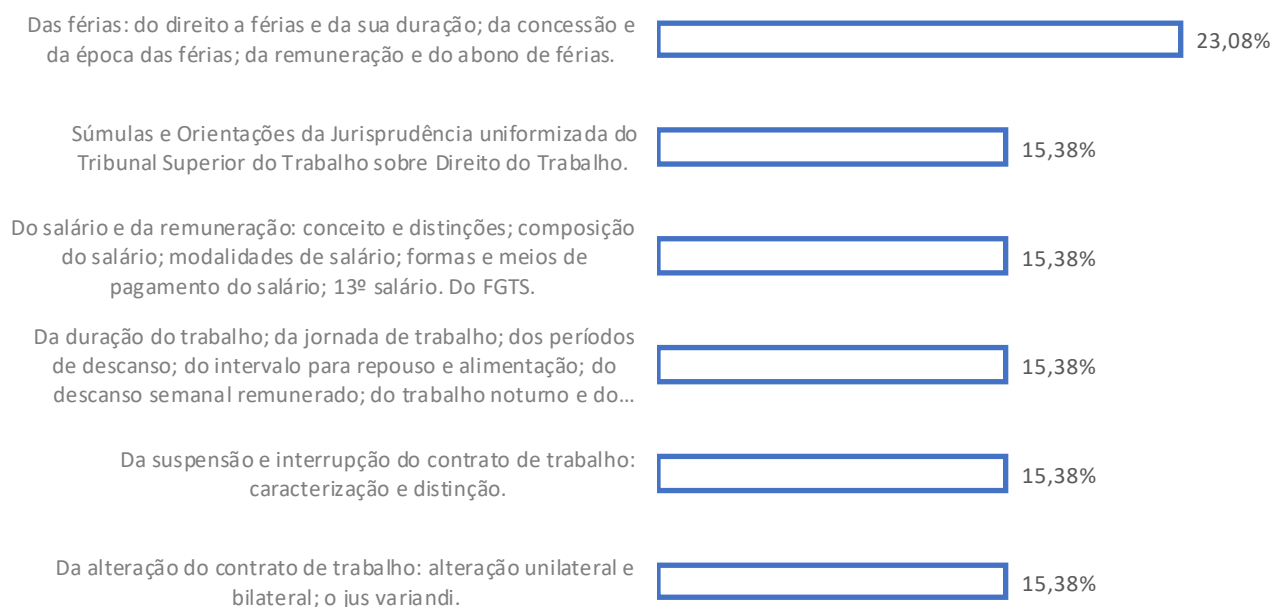 Das férias: do direito a férias e da sua duração; da concessão e
da época das férias; da remuneração e do abono de férias.
23,08%
Súmulas e Orientações da Jurisprudência uniformizada do
Tribunal Superior do Trabalho sobre Direito do Trabalho.
15,38%
Do salário e da remuneração: conceito e distinções; composição
do salário; modalidades de salário; formas e meios de
pagamento do salário; 13º salário. Do FGTS.
15,38%
Da duração do trabalho; da jornada de trabalho; dos períodos
de descanso; do intervalo para repouso e alimentação; do
descanso semanal remunerado; do trabalho noturno e do...
15,38%
Da suspensão e interrupção do contrato de trabalho:
caracterização e distinção.
15,38%
Da alteração do contrato de trabalho: alteração unilateral e
bilateral; o jus variandi.
15,38%